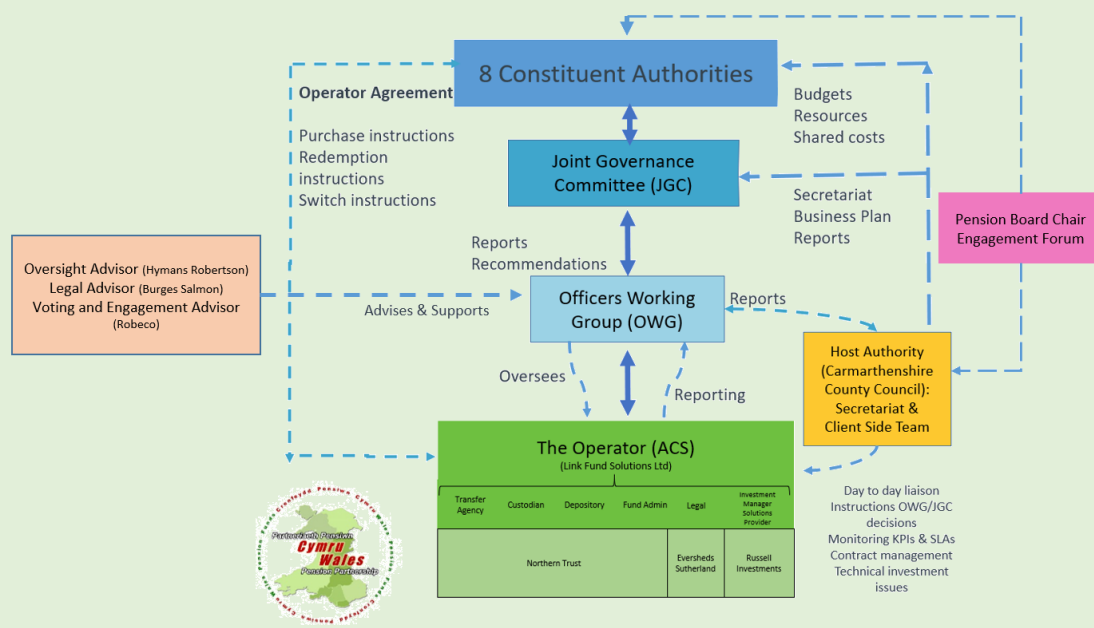 8 Constituent Authorities
Operator Agreement
Purchase instructions
Redemption
instructions
Switch instructions
Budgets
Resources
Shared costs
Joint Governance
Committee (JGC)
Secretariat
Business Plan
Reports
Pension Board Chair
Engagement Forum
Reports
Recommendations
Oversight Advisor (Hymans Robertson)
Legal Advisor (Burges Salmon)
Voting and Engagement Advisor
(Robeco)
Advises & Supports
Officers Working
Group (OWG)
Reports
Host Authority
(Carmarthenshire
County Council):
Secretariat &
Client Side Team
Oversees
Reporting
The Operator (ACS)
(Link Fund Solutions Ltd)
Transfer
Agency
Custodian
Depository
Fund Admin
Legal
Investment
Manager
Solutions
Provider
Northern Trust
Eversheds
Sutherland
Russell
Investments
Day to day liaison
Instructions OWG/JGC
decisions
Monitoring KPIs & SLAs
Contract management
Technical investment
issues
Partneriaeth Pensiwn
Cymru
Wales
Pension Partnership